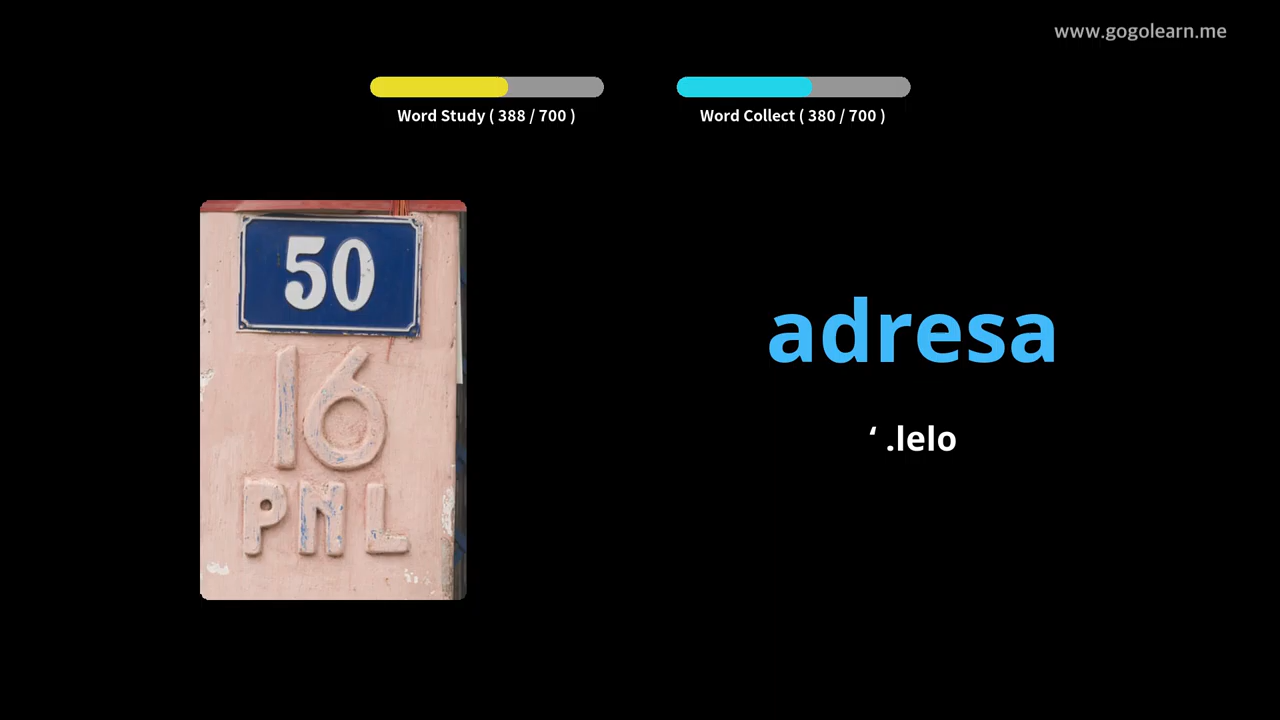 www.gogolearn.me
Word Study ( 388 / 700 )
Word Collect ( 380 / 700 )
50
16
PNL
adresa
‘ .lelo